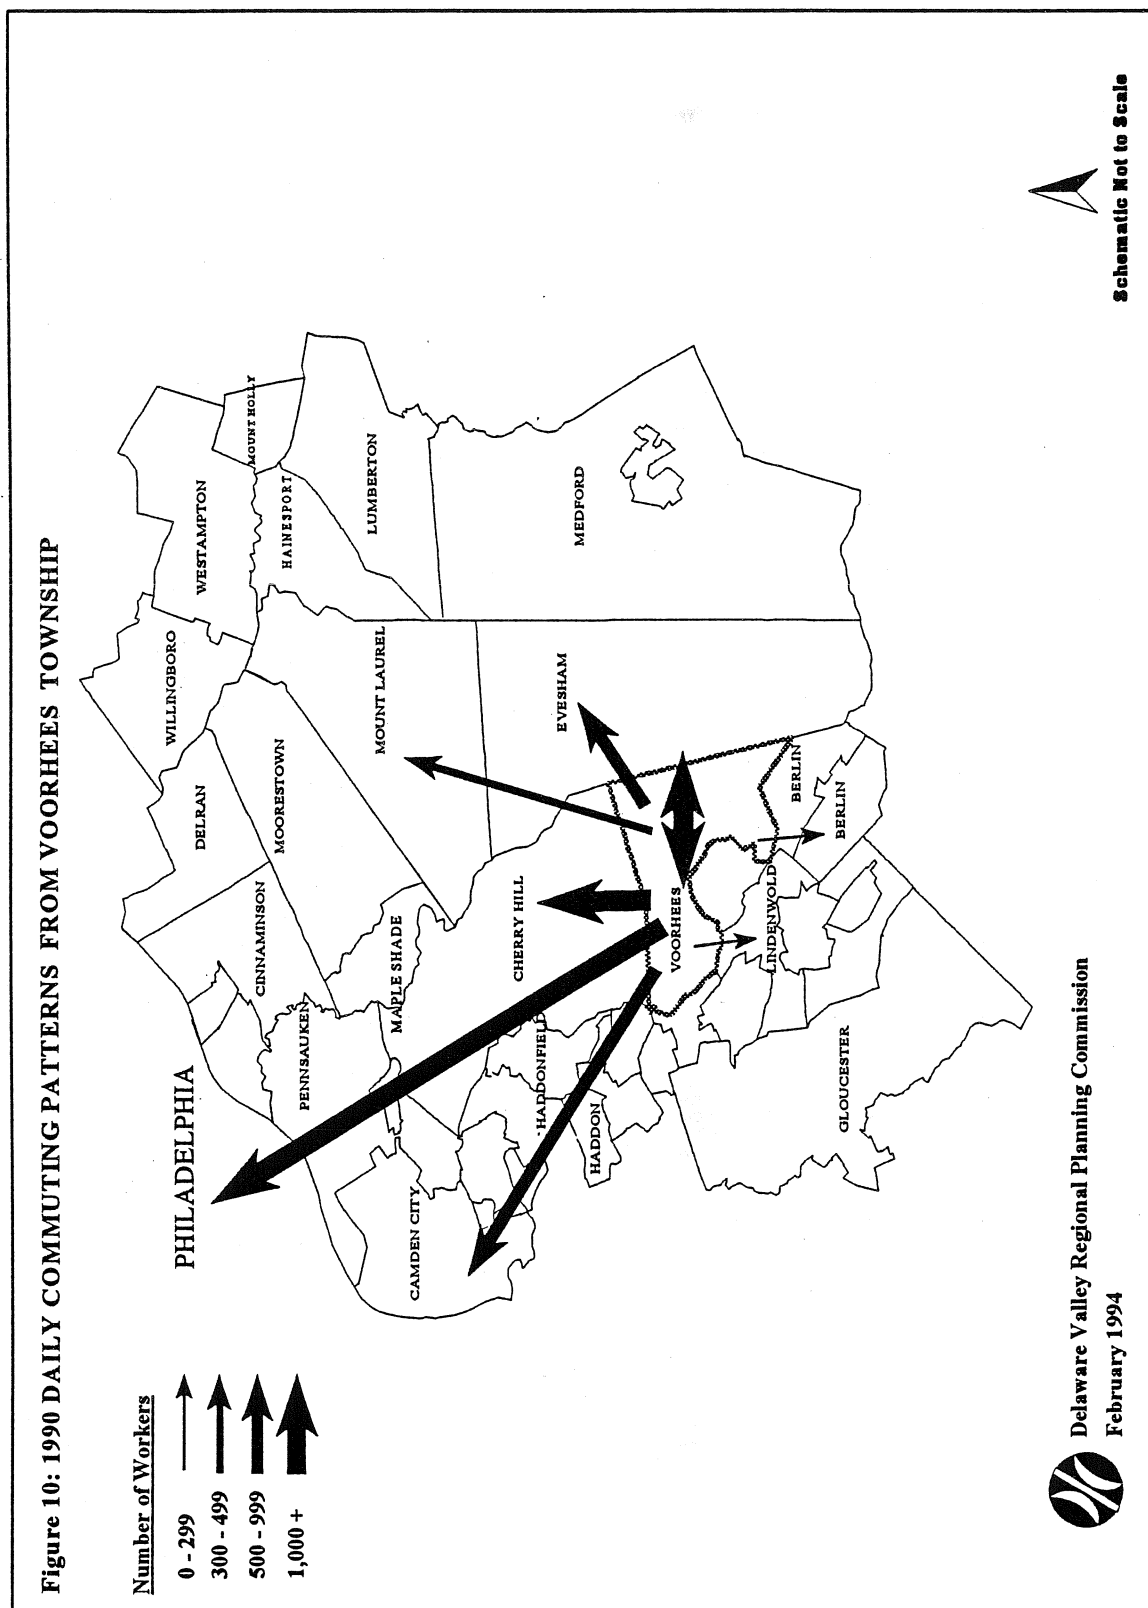 Figure 10: 1990 DAILY COMMUTING PATTERNS FROM VOORHEES TOWNSHIP
Number of Workers
0 - 299
300 - 499
500 - 999
1,000 +
PHILADELPHIA
WILLINGBORO
WESTAMPTON
MOUNT HOLLY
DELRAN
HAINESPORT
CINNAMINSON
MOORESTOWN
LUMBERTON
PENNSAUKEN
MAPLE SHADE
MOUNT LAUREL
CAMDEN CITY
CHERRY HILL
EVESHAM
MEDFORD
HADDONFIELD
HADDON
VOORHEES
LINDENWOLD
BERLIN
BERLIN
GLOUCESTER
Delaware Valley Regional Planning Commission
February 1994
Schematic Not to Scale